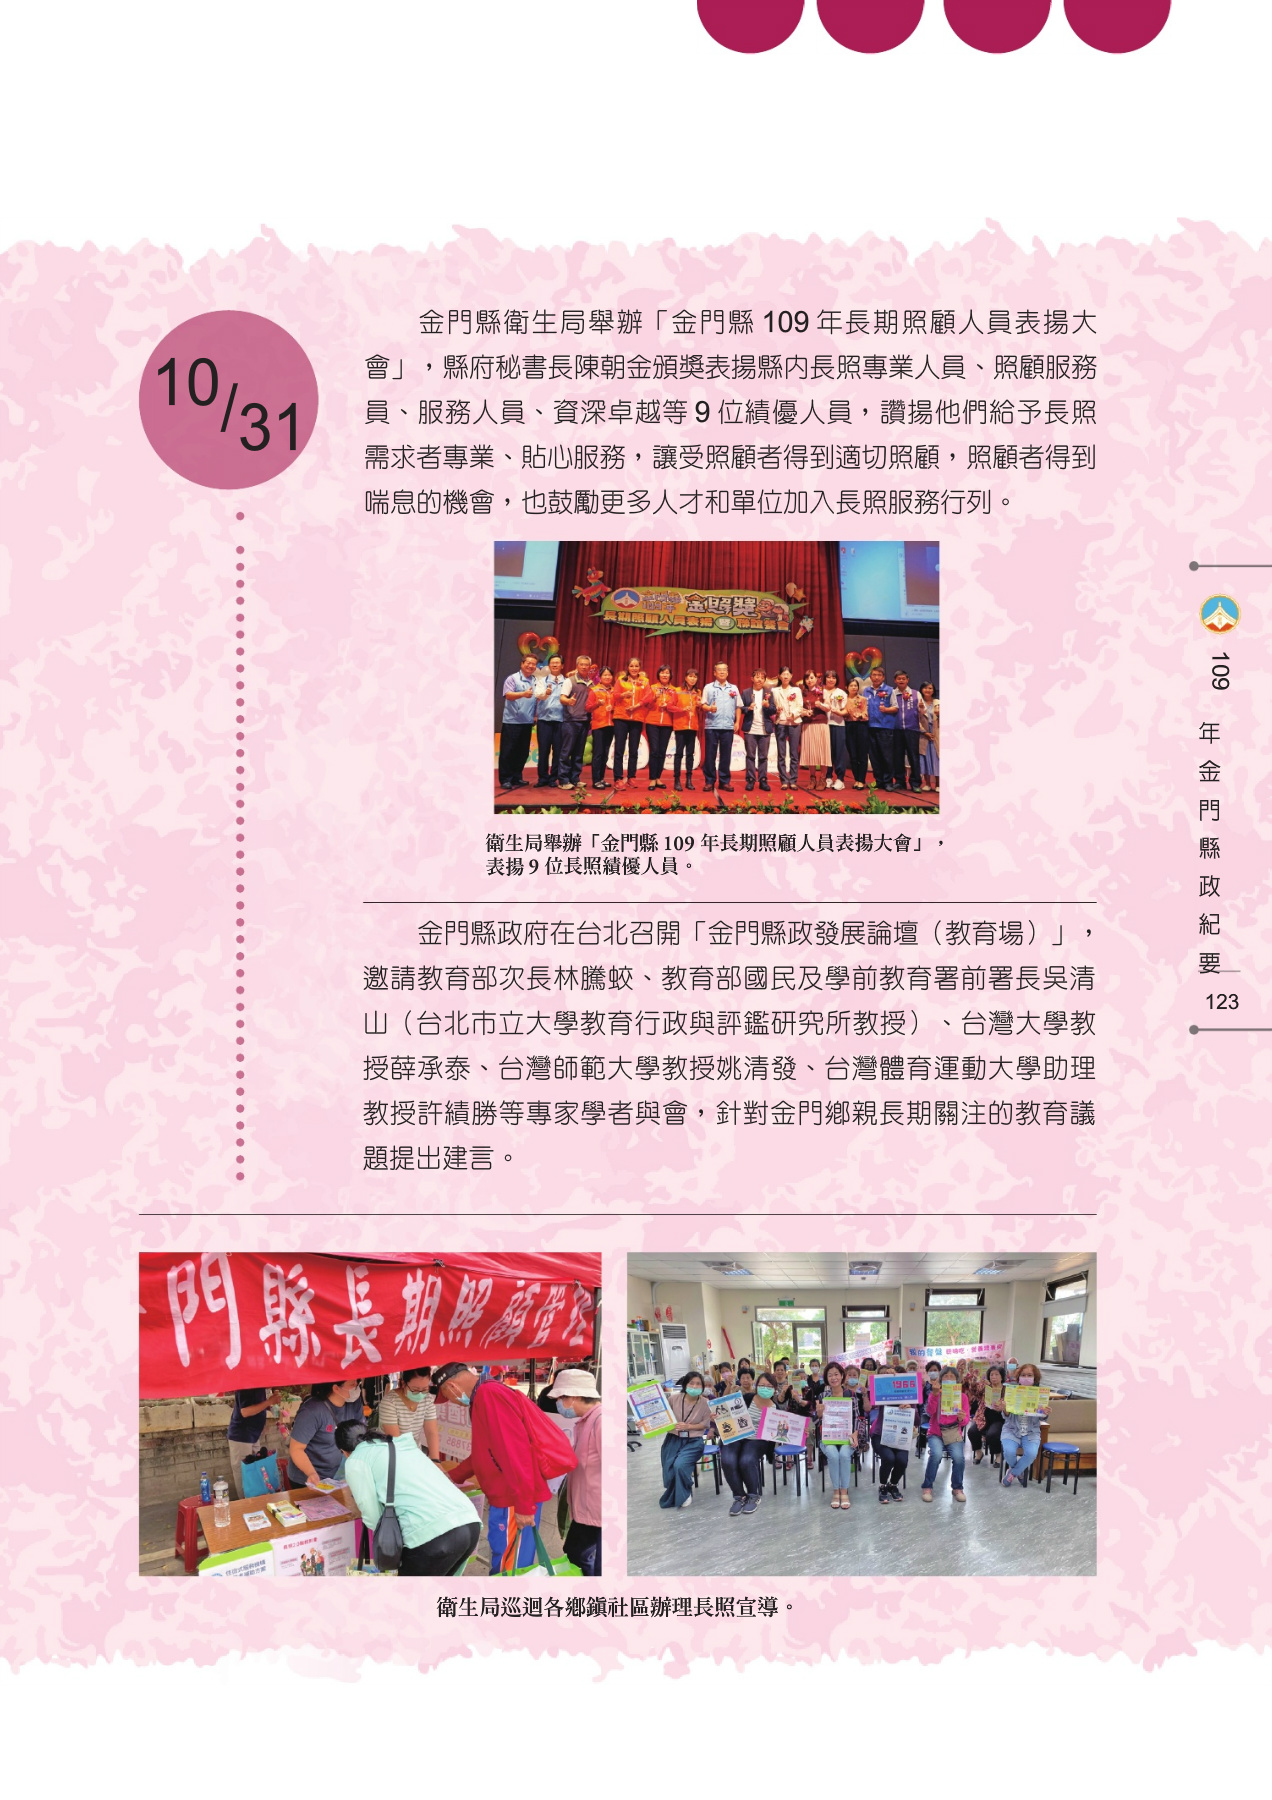 10/31
金門縣衛生局舉辦「金門縣 109 年長期照顧人員表揚大
會」，縣府秘書長陳朝金頒獎表揚縣內長照專業人員、照顧服務
員、服務人員、資深卓越等 9 位績優人員，讚揚他們給予長照
需求者專業、貼心服務，讓受照顧者得到適切照顧，照顧者得到
喘息的機會，也鼓勵更多人才和單位加入長照服務行列。
金照獎
長期照顧人員表揚暨聯誼大會
衛生局舉辦「金門縣 109 年長期照顧人員表揚大會」，
表揚 9 位長照績優人員。
金門縣政府在台北召開「金門縣政發展論壇（教育場）」，
邀請教育部次長林騰蛟、教育部國民及學前教育署前署長吳清
山（台北市立大學教育行政與評鑑研究所教授）、台灣大學教
授薛承泰、台灣師範大學教授姚清發、台灣體育運動大學助理
教授許績勝等專家學者與會，針對金門鄉親長期關注的教育議
題提出建言。
門縣長期照顧管理
衛生局巡迴各鄉鎮社區辦理長照宣導。
109 年金門縣政紀要
123